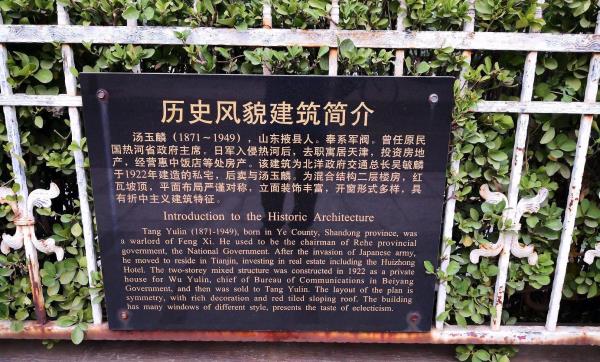 历史风貌建筑简介
汤玉麟（1871～1949），山东掖县人。奉系军阀。曾任原民
国热河省政府主席。日军入侵热河后，去职寓居天津，投资房地
产，经营惠中饭店等处房产。该建筑为北洋政府交通总长吴毓麟
于1922年建造的私宅，后卖与汤玉麟。为混合结构二层楼房，红
瓦坡顶，平面布局严谨对称，立面装饰丰富，开窗形式多样，具
有折中主义建筑特征。
Introduction to the Historic Architecture
Tang Yulin (1871-1949), born in Ye County, Shandong province, was
a warlord of Feng Xi. He used to be the chairman of Rehe provincial
government, the National Government. After the invasion of Japanese army,
he moved to reside in Tianjin, investing in real estate including the Huizhong
Hotel. The two-storey mixed structure was constructed in 1922 as a private
house for Wu Yulin, chief of Bureau of Communications in Beiyang
Government, and then was sold to Tang Yulin. The layout of the plan is
symmetry, with rich decoration and red tiled sloping roof. The building
has many windows of different style, presents the taste of eclecticism.